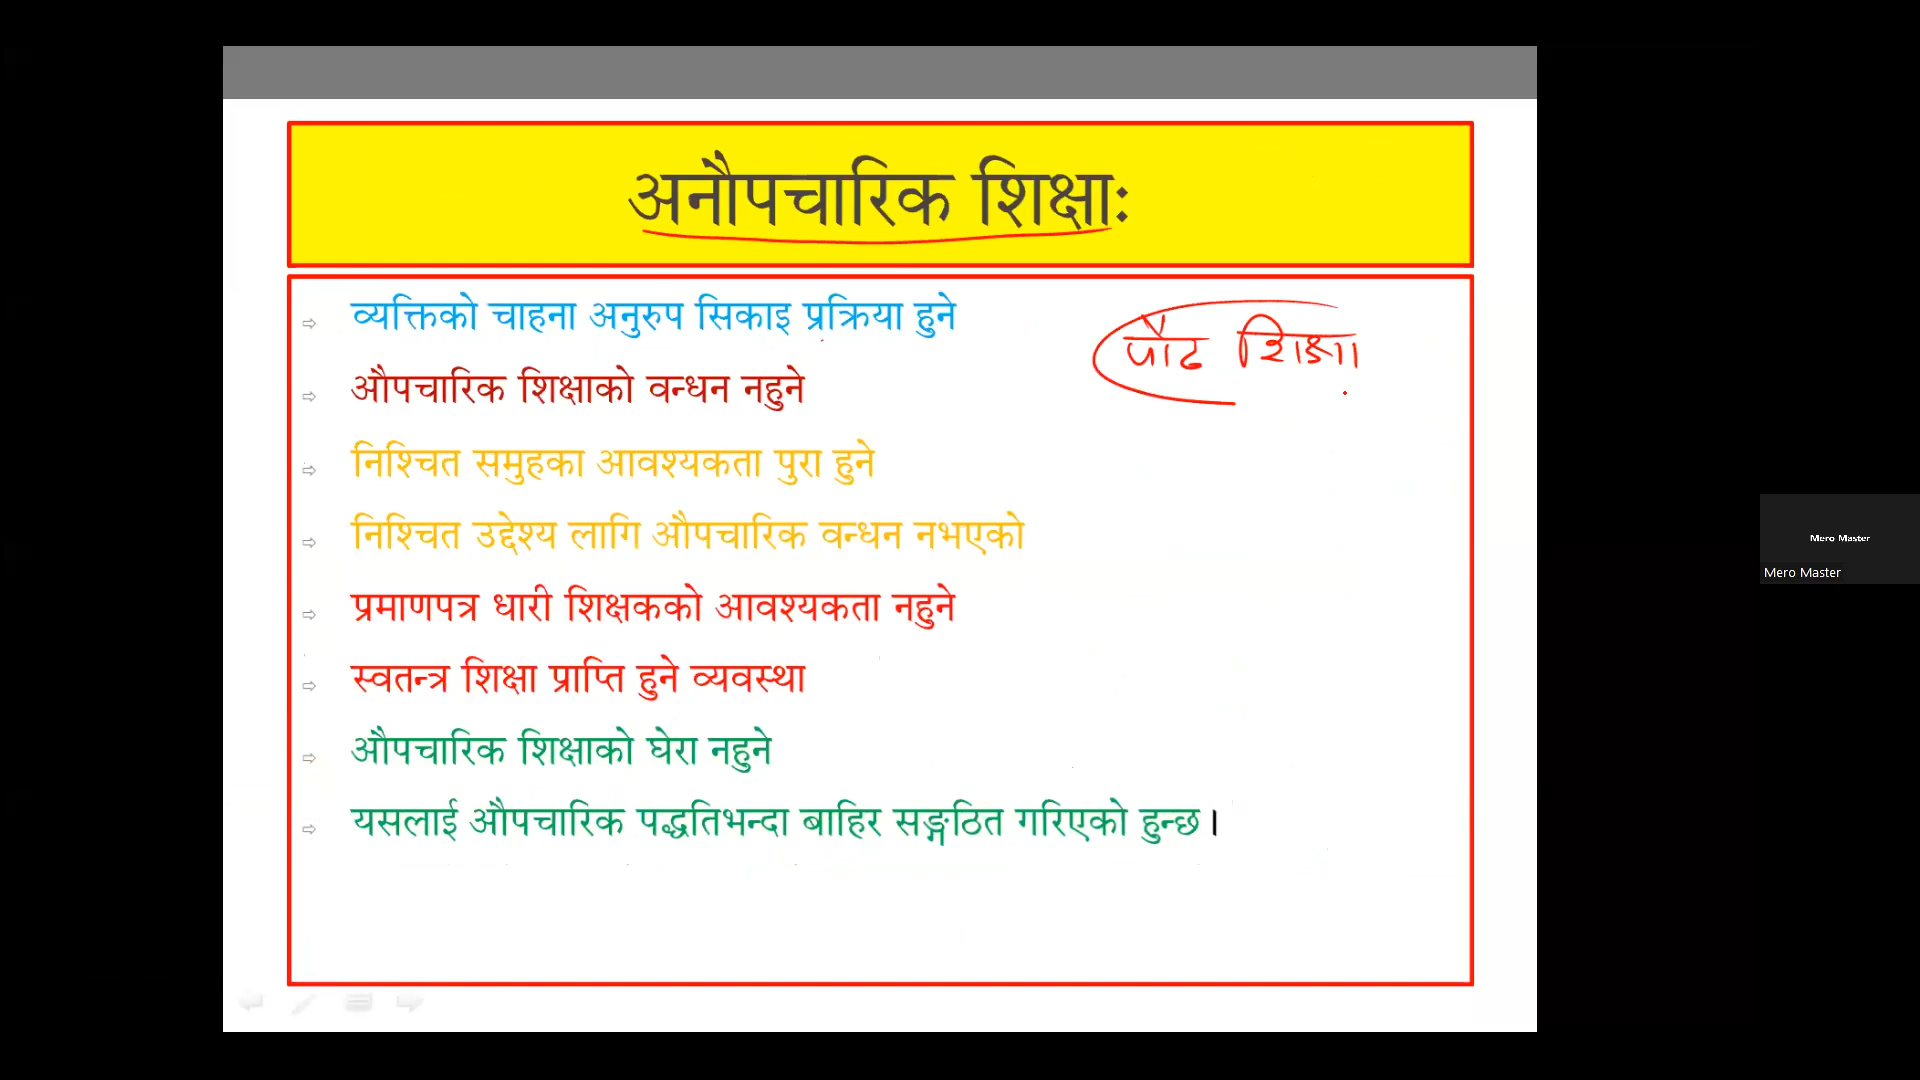 अनौपचारिक शिक्षाः
व्यक्तिको चाहना अनुरुप सिकाइ प्रक्रिया हुने
पौढ शिक्षा
औपचारिक शिक्षाको वन्धन नहुने
निश्चित समुहका आवश्यकता पुरा हुने
निश्चित उद्देश्य लागि औपचारिक वन्धन नभएको
प्रमाणपत्र धारी शिक्षकको आवश्यकता नहुने
स्वतन्त्र शिक्षा प्राप्ति हुने व्यवस्था
औपचारिक शिक्षाको घेरा नहुने
यसलाई औपचारिक पद्धतिभन्दा बाहिर सङ्गठित गरिएको हुन्छ ।
Mero Master
Mero Master